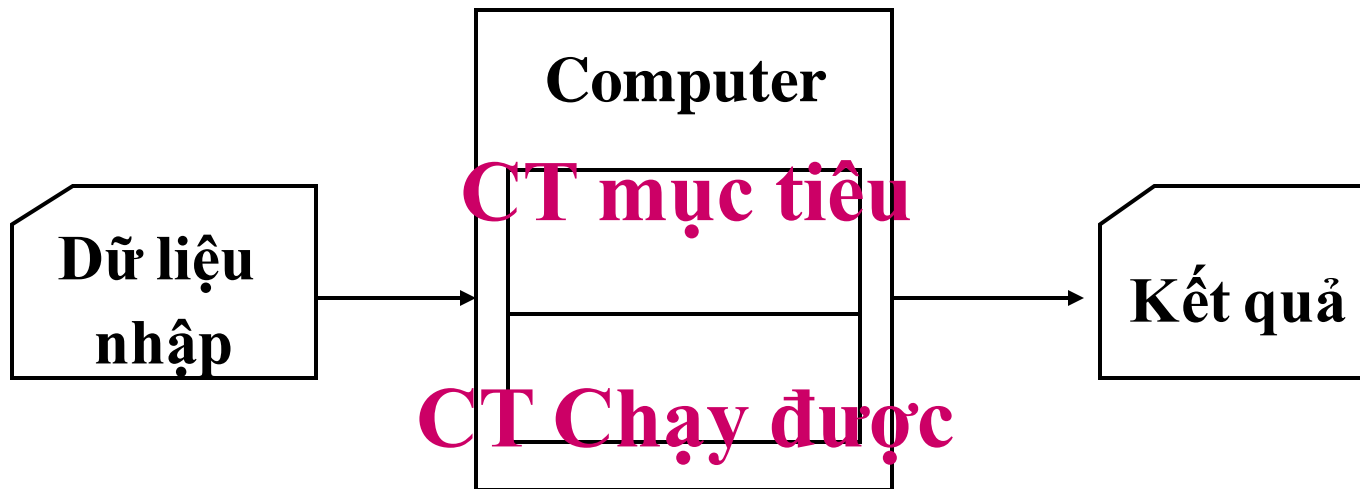 Computer
CT mục tiêu
Dữ liệu
nhập
Kết quả
CT Chạy được